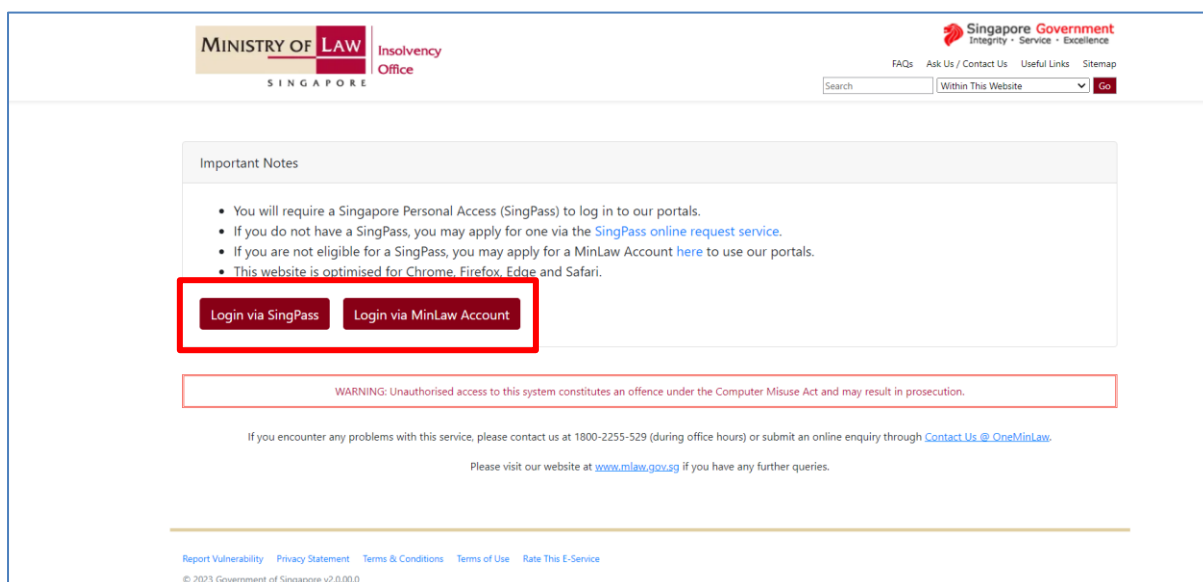 MINISTRY OF LAW
SINGAPORE
Insolvency
Office
Singapore Government
Integrity · Service · Excellence
FAQs Ask Us / Contact Us Useful Links Sitemap
Search Within This Website Go
Important Notes
• You will require a Singapore Personal Access (SingPass) to log in to our portals.
• If you do not have a SingPass, you may apply for one via the SingPass online request service.
• If you are not eligible for a SingPass, you may apply for a MinLaw Account here to use our portals.
• This website is optimised for Chrome, Firefox, Edge and Safari.
Login via SingPass Login via MinLaw Account
WARNING: Unauthorised access to this system constitutes an offence under the Computer Misuse Act and may result in prosecution.
If you encounter any problems with this service, please contact us at 1800-2255-529 (during office hours) or submit an online enquiry through Contact Us @ OneMinLaw.
Please visit our website at www.mlaw.gov.sg if you have any further queries.
Report Vulnerability Privacy Statement Terms & Conditions Terms of Use Rate This E-Service
© 2023 Government of Singapore v2.0.00.0